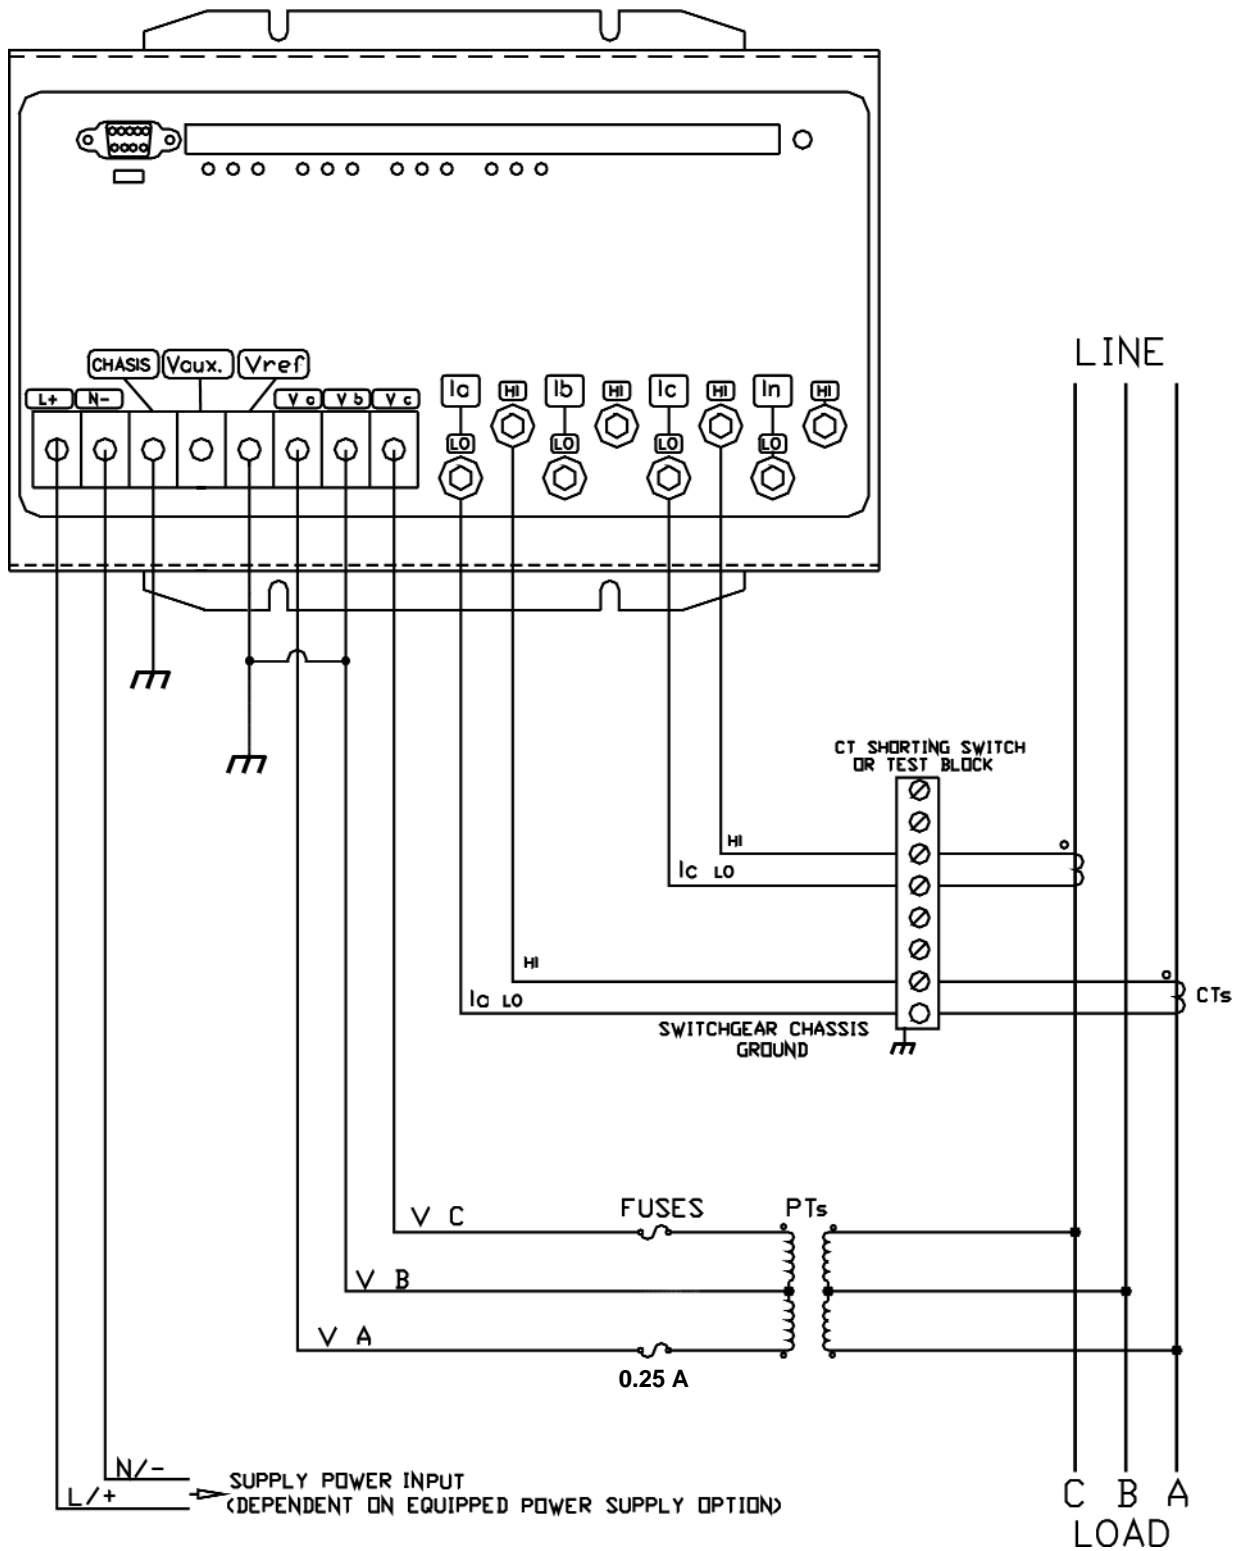 LINE
CHASIS Vaux. Vref
L+ N- Va Vb Vc
Ia HI Ib HI Ic HI In HI
LO LO LO LO
CT SHORTING SWITCH
OR TEST BLOCK
HI
Ic LO
HI
Ia LO
CTs
SWITCHGEAR CHASSIS
GROUND
FUSES PTs
V C
V B
V A
0.25 A
N/-
L/+
SUPPLY POWER INPUT
(DEPENDENT ON EQUIPPED POWER SUPPLY OPTION)
C B A
LOAD